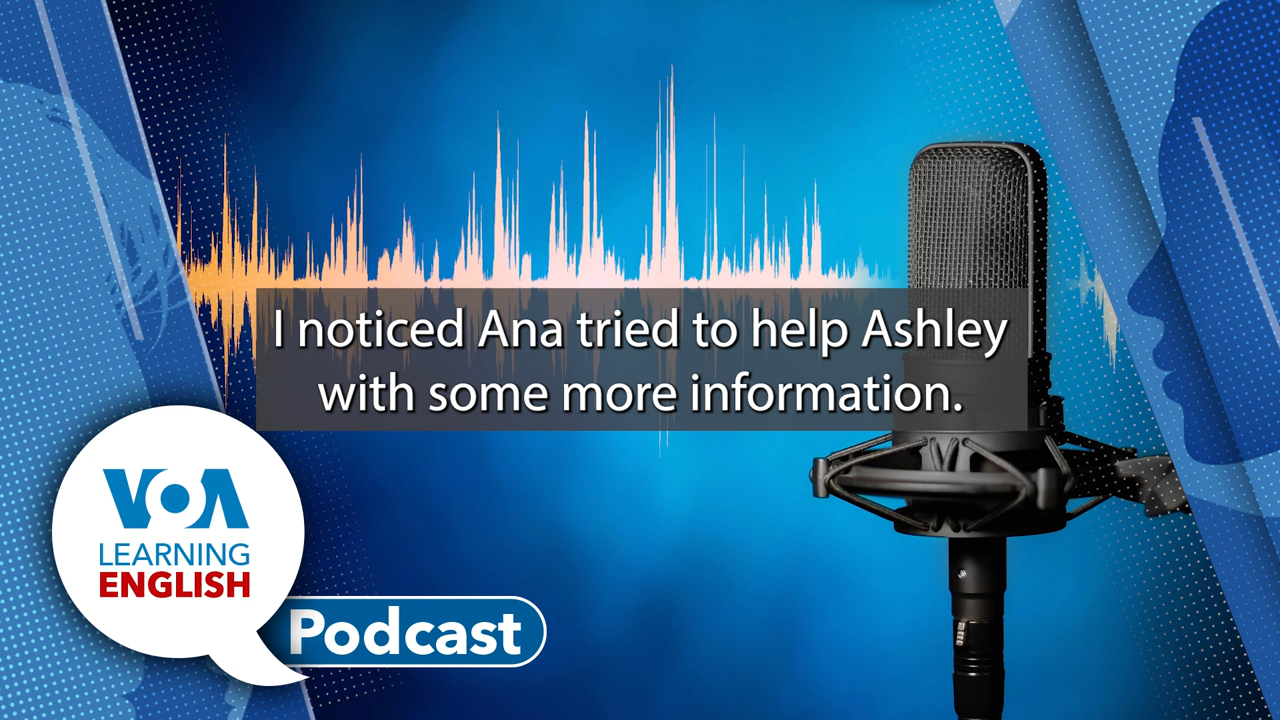 I noticed Ana tried to help Ashley
with some more information.
VOA
LEARNING
ENGLISH
Podcast